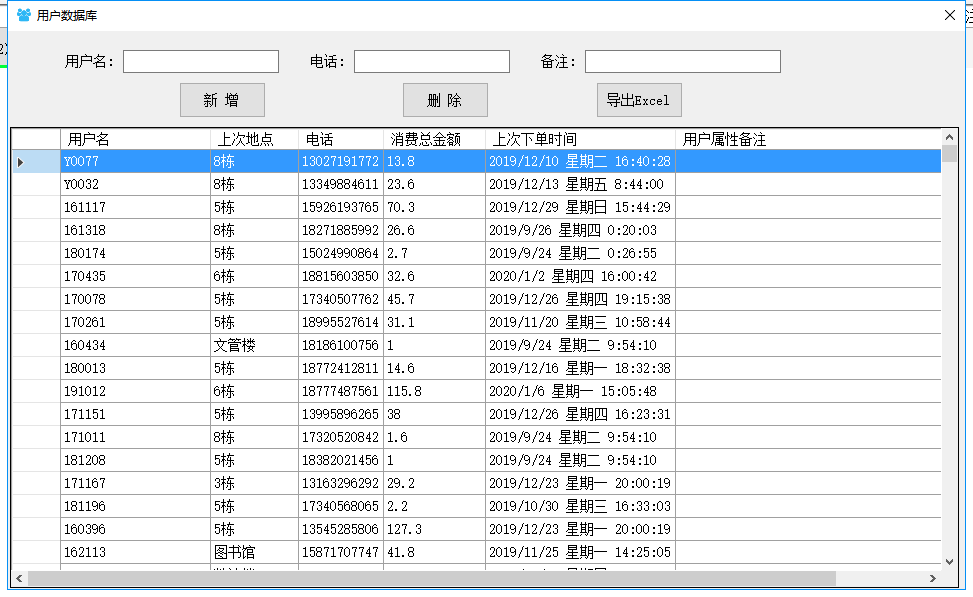 用户数据库
用户名： 电话： 备注：
新 增 删 除 导出Excel
用户名 上次地点 电话 消费总金额 上次下单时间 用户属性备注
Y0077 8栋 13027191772 13.8 2019/12/10 星期二 16:40:28
Y0032 8栋 13349884611 23.6 2019/12/13 星期五 8:44:00
161117 5栋 15926193765 70.3 2019/12/29 星期日 15:44:29
161318 8栋 18271885992 26.6 2019/9/26 星期四 0:20:03
180174 5栋 15024990864 2.7 2019/9/24 星期二 0:26:55
170435 6栋 18815603850 32.6 2020/1/2 星期四 16:00:42
170078 5栋 17340507762 45.7 2019/12/26 星期四 19:15:38
170261 5栋 18995527614 31.1 2019/11/20 星期三 10:58:44
160434 文管楼 18186100756 1 2019/9/24 星期二 9:54:10
180013 5栋 18772412811 14.6 2019/12/16 星期一 18:32:38
191012 6栋 18777487561 115.8 2020/1/6 星期一 15:05:48
171151 5栋 13995896265 38 2019/12/26 星期四 16:23:31
171011 8栋 17320520842 1.6 2019/9/24 星期二 9:54:10
181208 5栋 18382021456 1 2019/9/24 星期二 9:54:10
171167 3栋 13163296292 29.2 2019/12/23 星期一 20:00:19
181196 5栋 17340568065 2.2 2019/10/30 星期三 16:33:03
160396 5栋 13545285806 127.3 2019/12/23 星期一 20:00:19
162113 图书馆 15871707747 41.8 2019/11/25 星期一 14:25:05